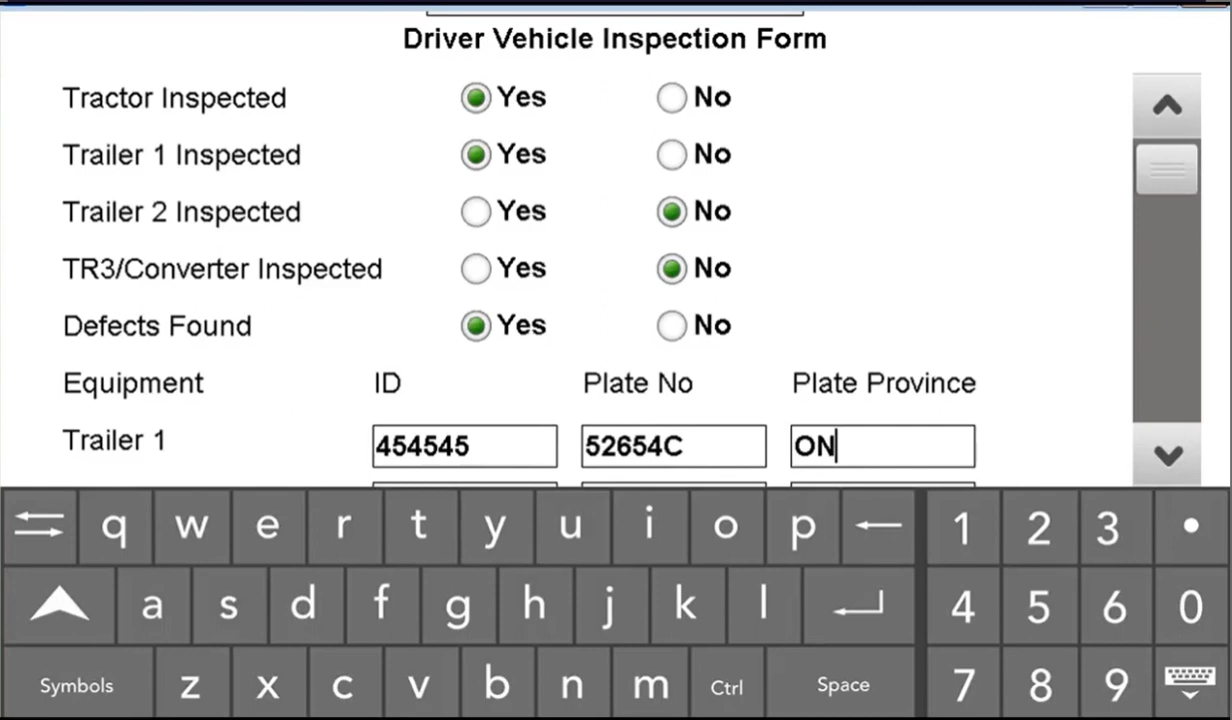 Driver Vehicle Inspection Form
Tractor Inspected Yes No
Trailer 1 Inspected Yes No
Trailer 2 Inspected Yes No
TR3/Converter Inspected Yes No
Defects Found Yes No
Equipment ID Plate No Plate Province
Trailer 1 454545 52654C ON
q w e r t y u i o p 1 2 3 .
a s d f g h j k l 4 5 6 0
Symbols z x c v b n m Ctrl Space 7 8 9